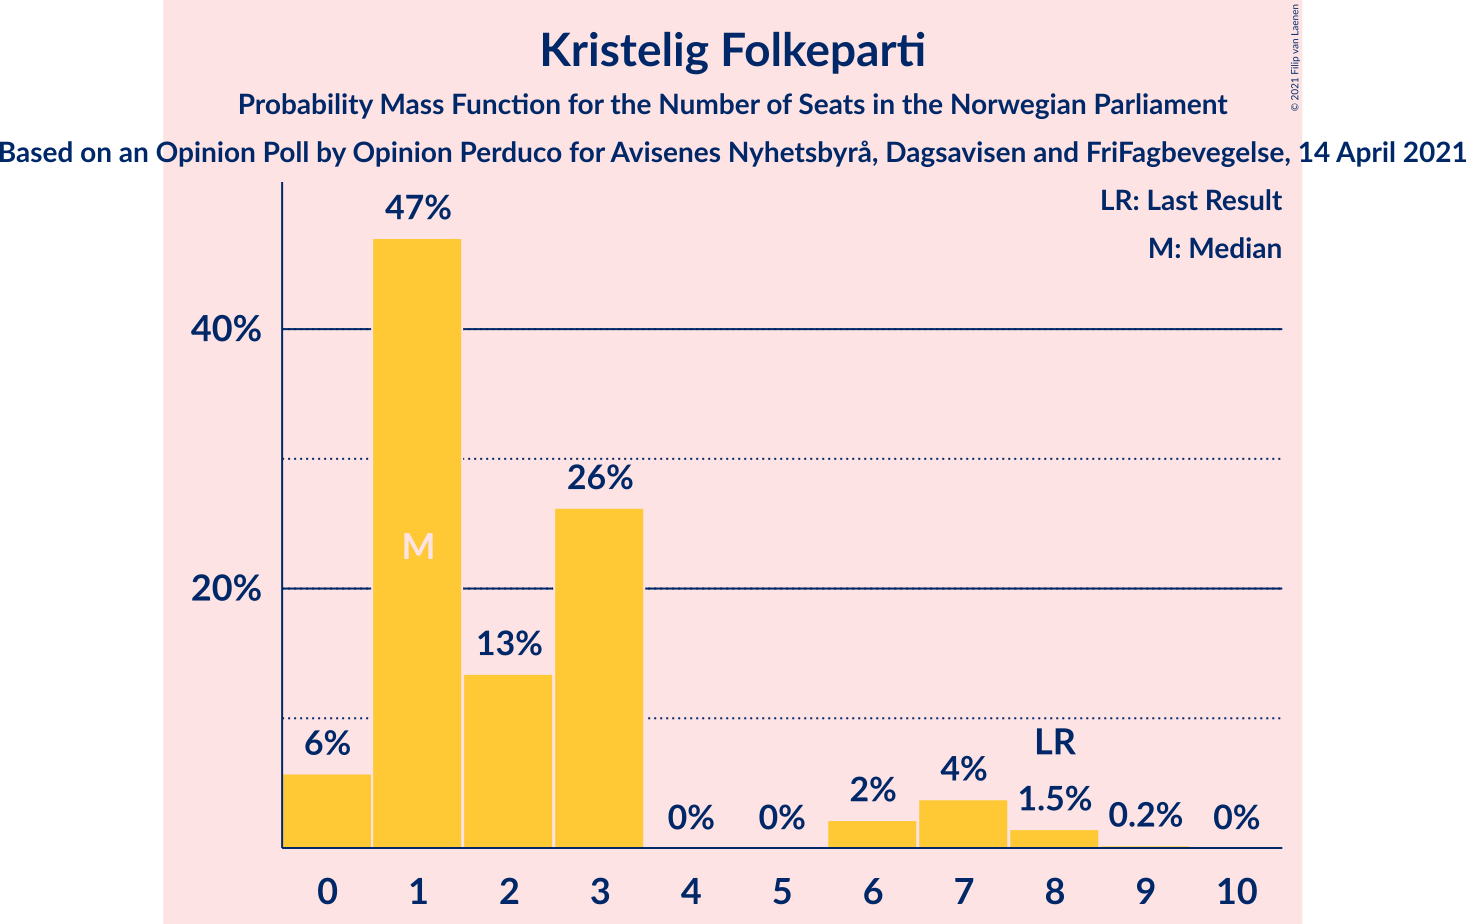 Kristelig Folkeparti
Probability Mass Function for the Number of Seats in the Norwegian Parliament
Based on an Opinion Poll by Opinion Perduco for Avisenes Nyhetsbyrå, Dagsavisen and FriFagbevegelse, 14 April 2021
© 2021 Filip van Laenen
LR: Last Result
M: Median
47%
40%
26%
M
20%
13%
6%
LR
4%
2%
1.5%
0%
0%
0.2%
0%
0 1 2 3 4 5 6 7 8 9 10